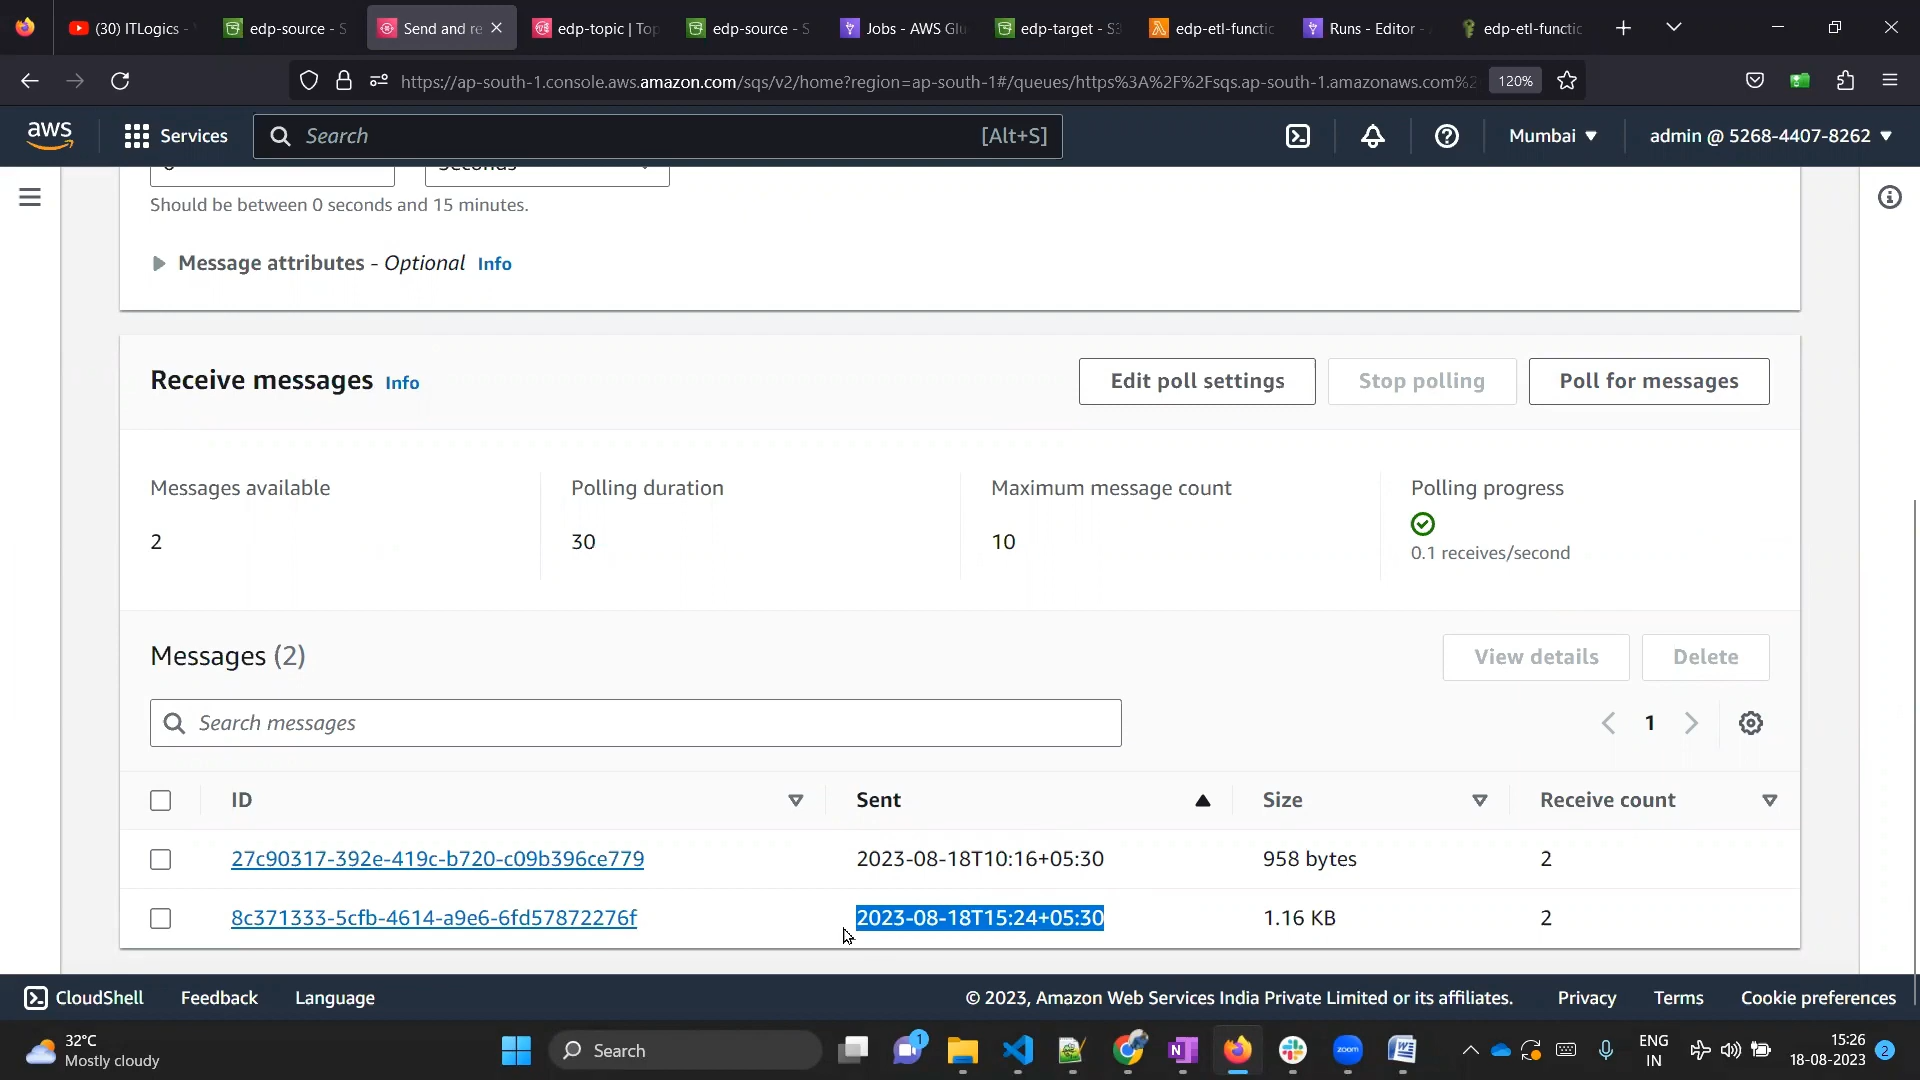 (30) ITLogics -
edp-source - S
Send and re
edp-topic | Top
edp-source - S
Jobs - AWS Glu
edp-target - S3
edp-etl-functic
Runs - Editor -
edp-etl-functic
https://ap-south-1.console.aws.amazon.com/sqs/v2/home?region=ap-south-1#/queues/https%3A%2F%2Fsqs.ap-south-1.amazonaws.com%2
120%
aws
Services
Search
[Alt+S]
Mumbai
admin @ 5268-4407-8262
Seconds
Should be between 0 seconds and 15 minutes.
Message attributes - Optional Info
Receive messages Info
Edit poll settings
Stop polling
Poll for messages
Messages available
Polling duration
Maximum message count
Polling progress
2
30
10
0.1 receives/second
Messages (2)
View details
Delete
Search messages
1
ID
Sent
Size
Receive count
27c90317-392e-419c-b720-c09b396ce779
2023-08-18T10:16+05:30
958 bytes
2
8c371333-5cfb-4614-a9e6-6fd57872276f
2023-08-18T15:24+05:30
1.16 KB
2
CloudShell
Feedback
Language
© 2023, Amazon Web Services India Private Limited or its affiliates.
Privacy
Terms
Cookie preferences
32°C
Mostly cloudy
Search
1
N
zoom
ENG
IN
15:26
18-08-2023
2